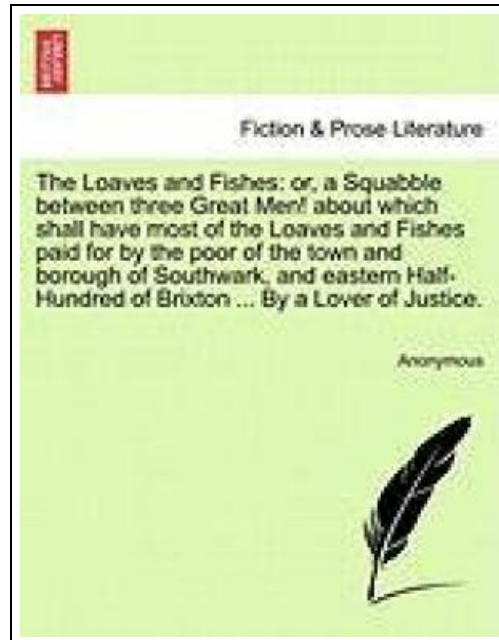 Fiction & Prose Literature
The Loaves and Fishes: or, a Squabble
between three Great Men! about which
shall have most of the Loaves and Fishes
paid for by the poor of the town and
borough of Southwark, and eastern Half-
Hundred of Brixton ... By a Lover of Justice.
Anonymous